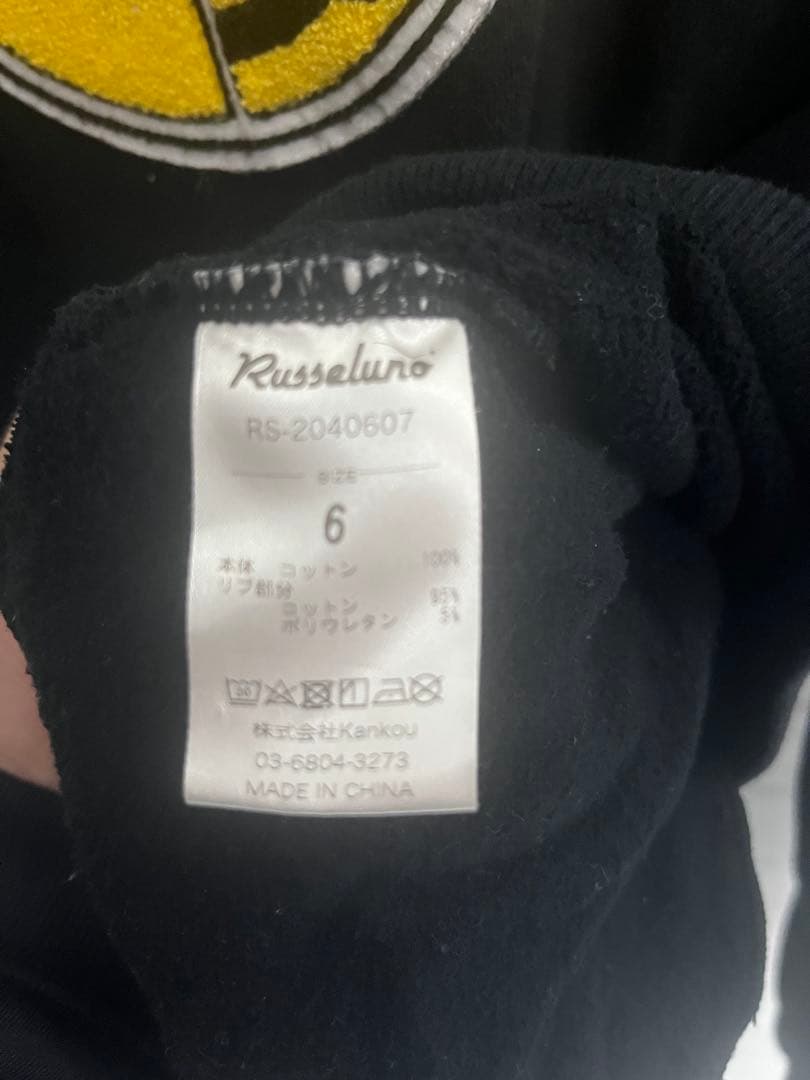 Russeluno
RS-2040607
SIZE
6
本体 コットン 100%
リブ部分
コットン 95%
ポリウレタン 5%
株式会社Kankou
03-6804-3273
MADE IN CHINA